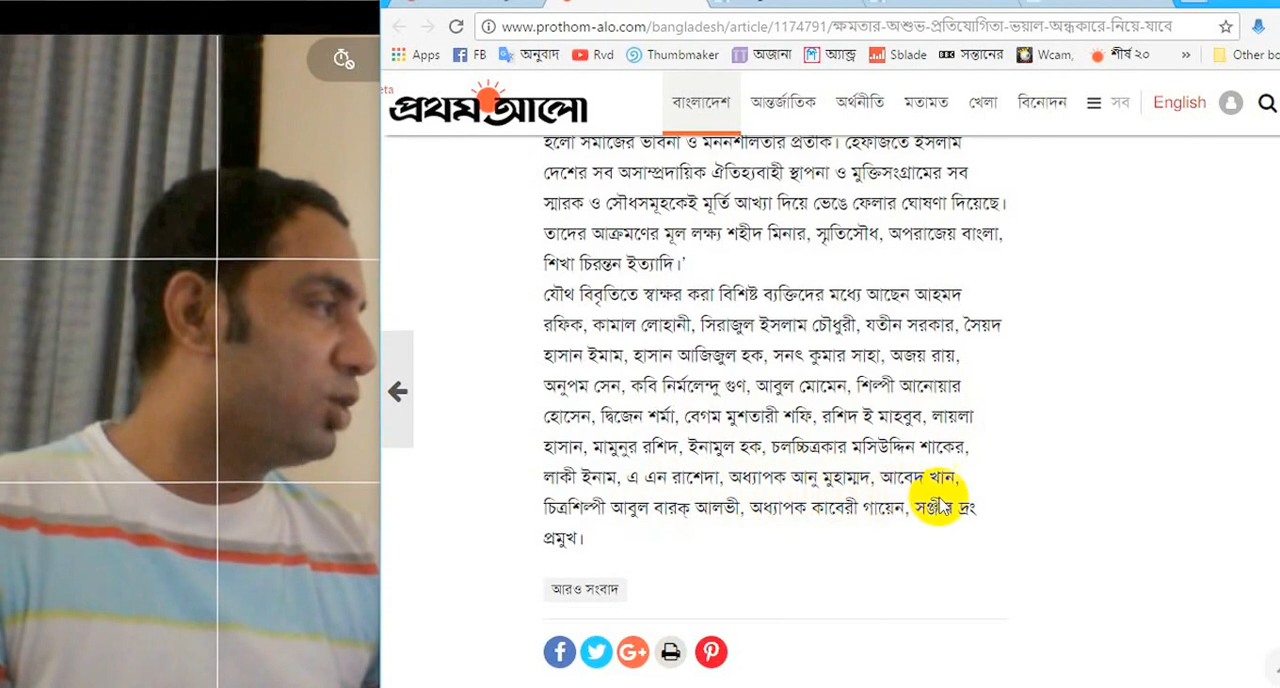 www.prothom-alo.com/bangladesh/article/1174791/ক্ষমতার-অশুভ-প্রতিযোগিতা-ভয়াল-অন্ধকারে-নিয়ে-যাবে
Apps FB অনুবাদ Rvd Thumbmaker অজানা অ্যান্ড্র Sblade সন্তানের Wcam, শীর্ষ ২০ » Other bo
eta
প্রথম আলো বাংলাদেশ আন্তর্জাতিক অর্থনীতি মতামত খেলা বিনোদন সব English
হলো সমাজের ভাবনা ও মননশীলতার প্রতীক। হেফাজতে ইসলাম
দেশের সব অসাম্প্রদায়িক ঐতিহ্যবাহী স্থাপনা ও মুক্তিসংগ্রামের সব
স্মারক ও সৌধসমূহকেই মূর্তি আখ্যা দিয়ে ভেঙে ফেলার ঘোষণা দিয়েছে।
তাদের আক্রমণের মূল লক্ষ্য শহীদ মিনার, স্মৃতিসৌধ, অপরাজেয় বাংলা,
শিখা চিরন্তন ইত্যাদি।’
যৌথ বিবৃতিতে স্বাক্ষর করা বিশিষ্ট ব্যক্তিদের মধ্যে আছেন আহমদ
রফিক, কামাল লোহানী, সিরাজুল ইসলাম চৌধুরী, যতীন সরকার, সৈয়দ
হাসান ইমাম, হাসান আজিজুল হক, সনৎ কুমার সাহা, অজয় রায়,
অনুপম সেন, কবি নির্মলেন্দু গুণ, আবুল মোমেন, শিল্পী আনোয়ার
হোসেন, দ্বিজেন শর্মা, বেগম মুশতারী শফি, রশিদ ই মাহবুব, লায়লা
হাসান, মামুনুর রশিদ, ইনামুল হক, চলচ্চিত্রকার মসিউদ্দিন শাকের,
লাকী ইনাম, এ এন রাশেদা, অধ্যাপক আনু মুহাম্মদ, আবেদ খান,
চিত্রশিল্পী আবুল বারক্ আলভী, অধ্যাপক কাবেরী গায়েন, সঞ্জীব দ্রং
প্রমুখ।
আরও সংবাদ